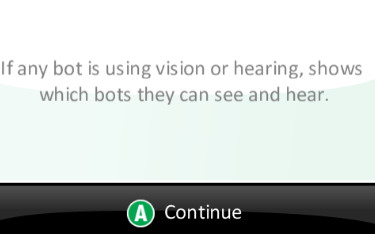 If any bot is using vision or hearing, shows
which bots they can see and hear.
A Continue